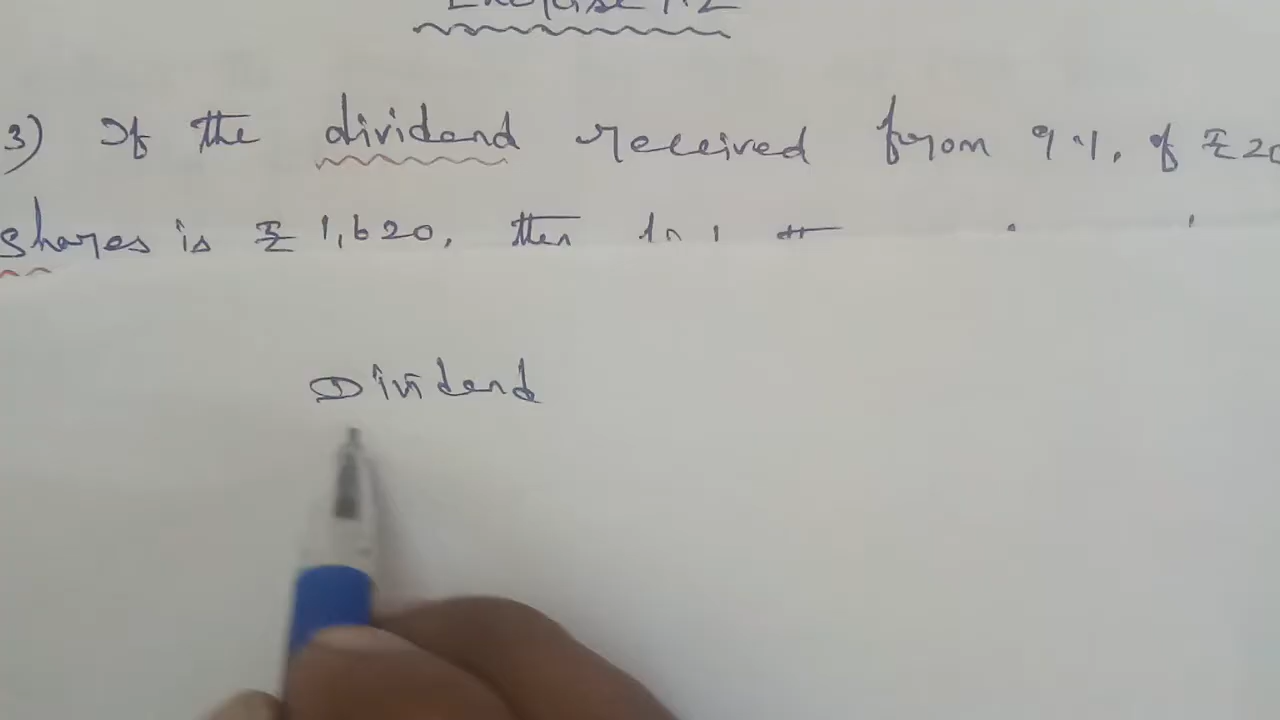 3) If the dividend received from 9%. of ₹20
shares is ₹ 1,620, then
Dividend